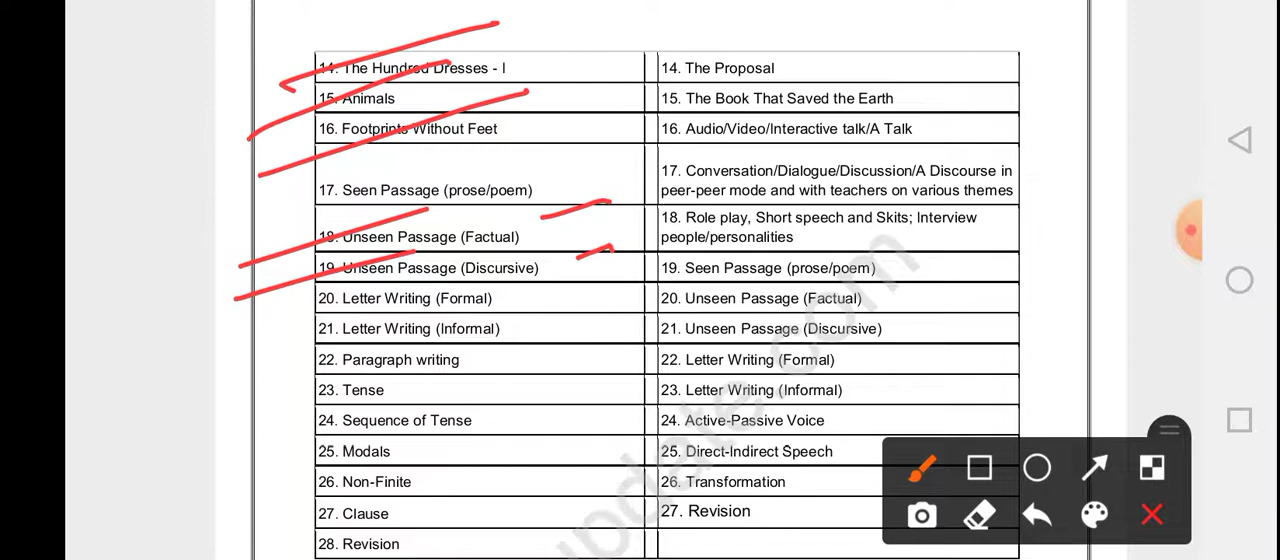 14. The Hundred Dresses - I
14. The Proposal
15. Animals
15. The Book That Saved the Earth
16. Footprints Without Feet
16. Audio/Video/Interactive talk/A Talk
17. Seen Passage (prose/poem)
17. Conversation/Dialogue/Discussion/A Discourse in
peer-peer mode and with teachers on various themes
18. Unseen Passage (Factual)
18. Role play, Short speech and Skits; Interview
people/personalities
19. Unseen Passage (Discursive)
19. Seen Passage (prose/poem)
20. Letter Writing (Formal)
20. Unseen Passage (Factual)
21. Letter Writing (Informal)
21. Unseen Passage (Discursive)
22. Paragraph writing
22. Letter Writing (Formal)
23. Tense
23. Letter Writing (Informal)
24. Sequence of Tense
24. Active-Passive Voice
25. Modals
25. Direct-Indirect Speech
26. Non-Finite
26. Transformation
27. Clause
27. Revision
28. Revision
update.com